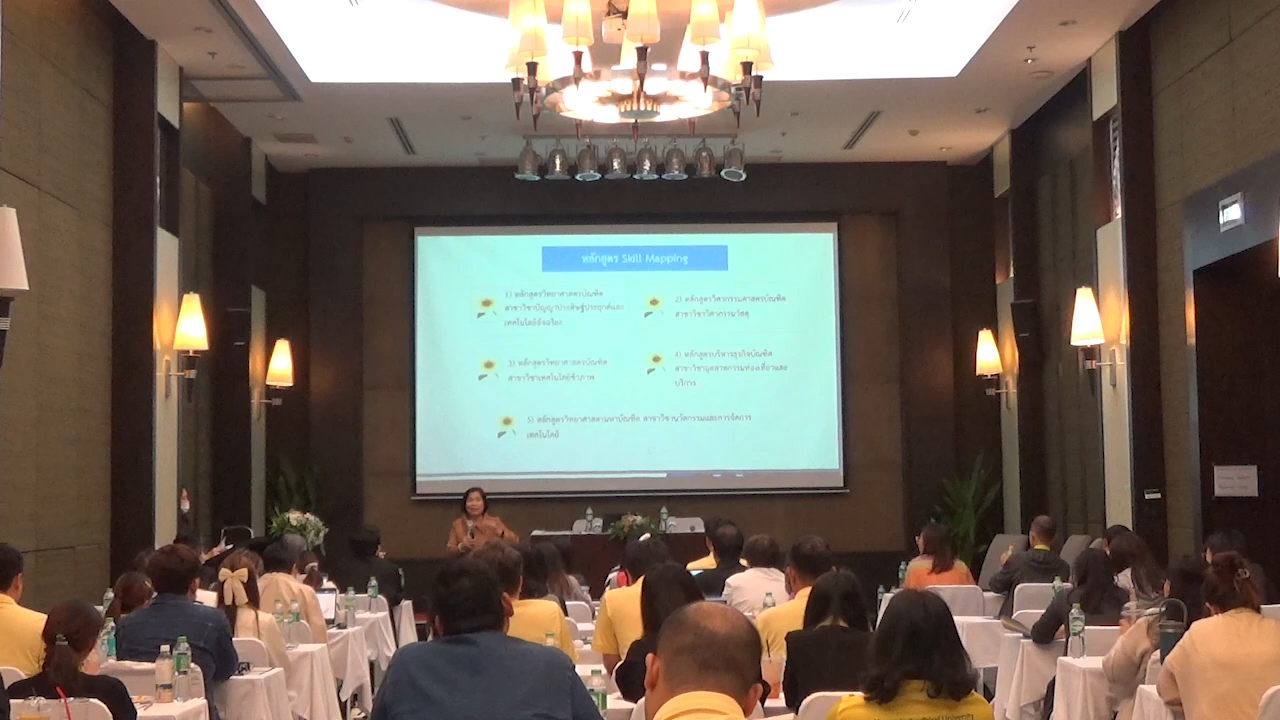 หลักสูตร Skill Mapping
1) หลักสูตรวิทยาศาสตรบัณฑิต
สาขาวิชาปัญญาประดิษฐ์ประยุกต์และ
เทคโนโลยีอัจฉริยะ
2) หลักสูตรวิศวกรรมศาสตรบัณฑิต
สาขาวิชาวิศวกรรมวัสดุ
3) หลักสูตรวิทยาศาสตรบัณฑิต
สาขาวิชาเทคโนโลยีชีวภาพ
4) หลักสูตรบริหารธุรกิจบัณฑิต
สาขาวิชาอุตสาหกรรมท่องเที่ยวและ
บริการ
5) หลักสูตรวิทยาศาสตรมหาบัณฑิต สาขาวิชานวัตกรรมและการจัดการ
เทคโนโลยี
University